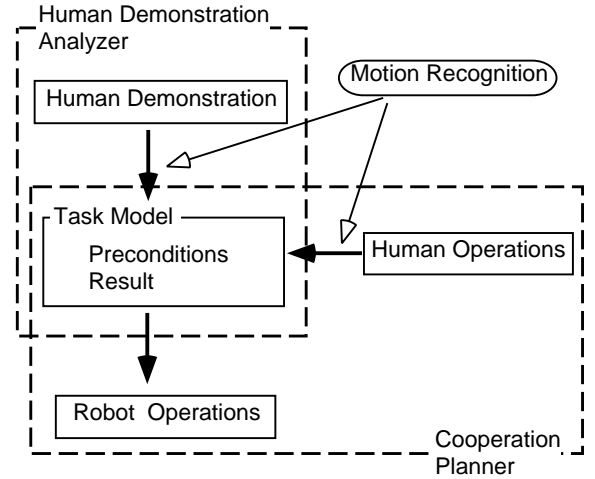 Human Demonstration
Analyzer
Motion Recognition
Human Demonstration
Task Model
Preconditions
Result
Human Operations
Robot Operations
Cooperation
Planner